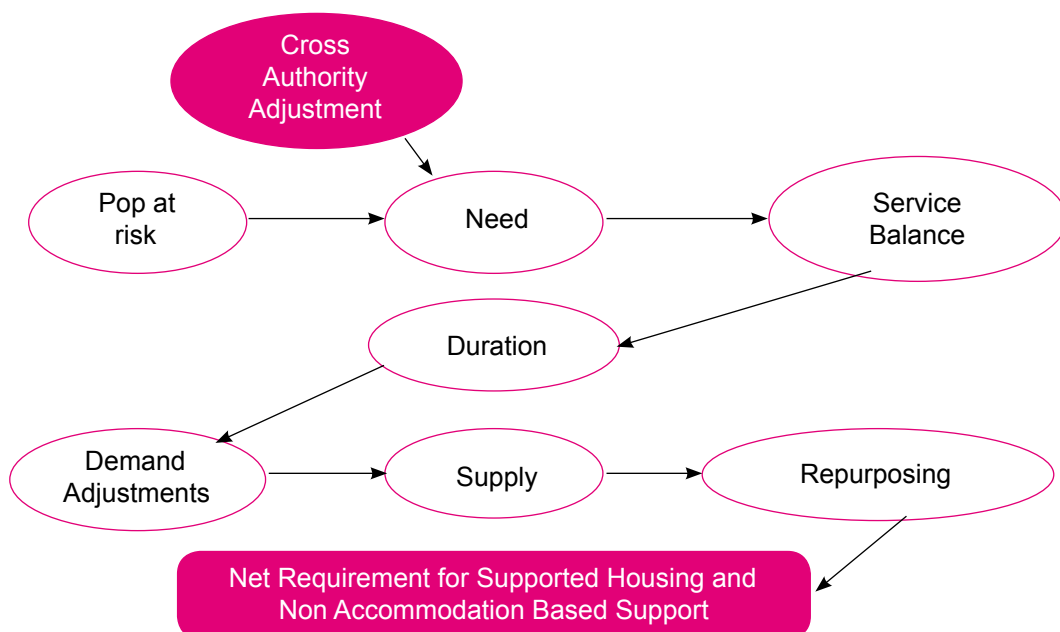 Cross
Authority
Adjustment
Pop at
risk
Need
Service
Balance
Duration
Demand
Adjustments
Supply
Repurposing
Net Requirement for Supported Housing and
Non Accommodation Based Support